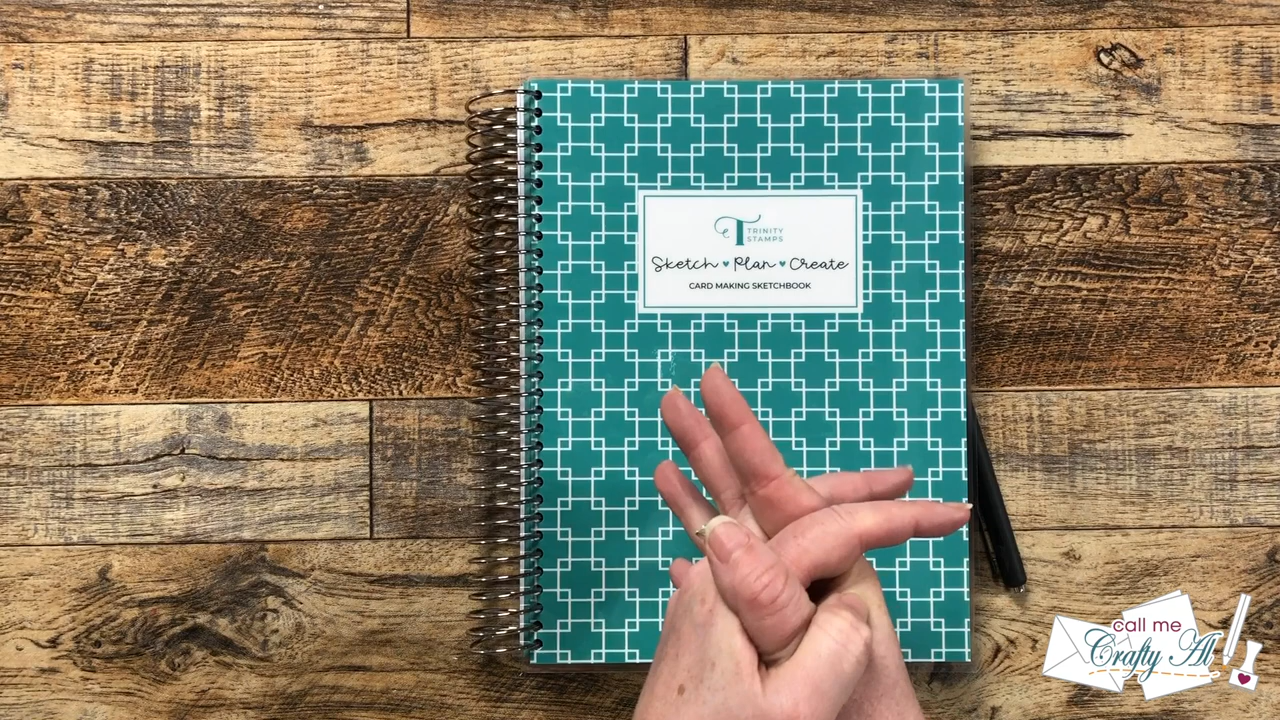 TRINITY
STAMPS
Sketch ♥ Plan ♥ Create
CARD MAKING SKETCHBOOK
call me
Crafty Al